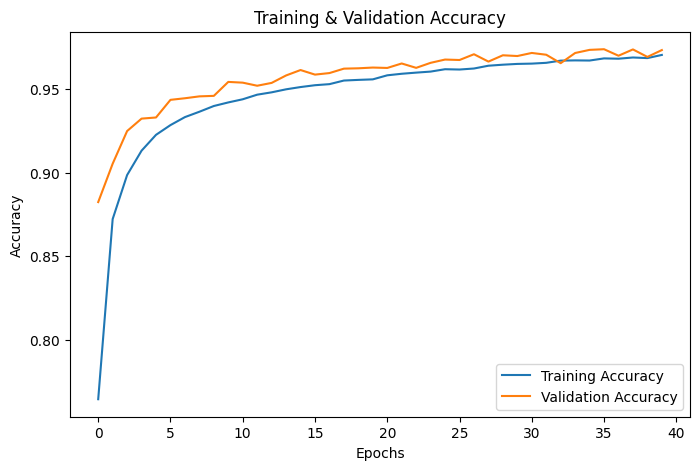 Training & Validation Accuracy
Accuracy
0.95
0.90
0.85
0.80
0 5 10 15 20 25 30 35 40
Epochs
Training Accuracy
Validation Accuracy